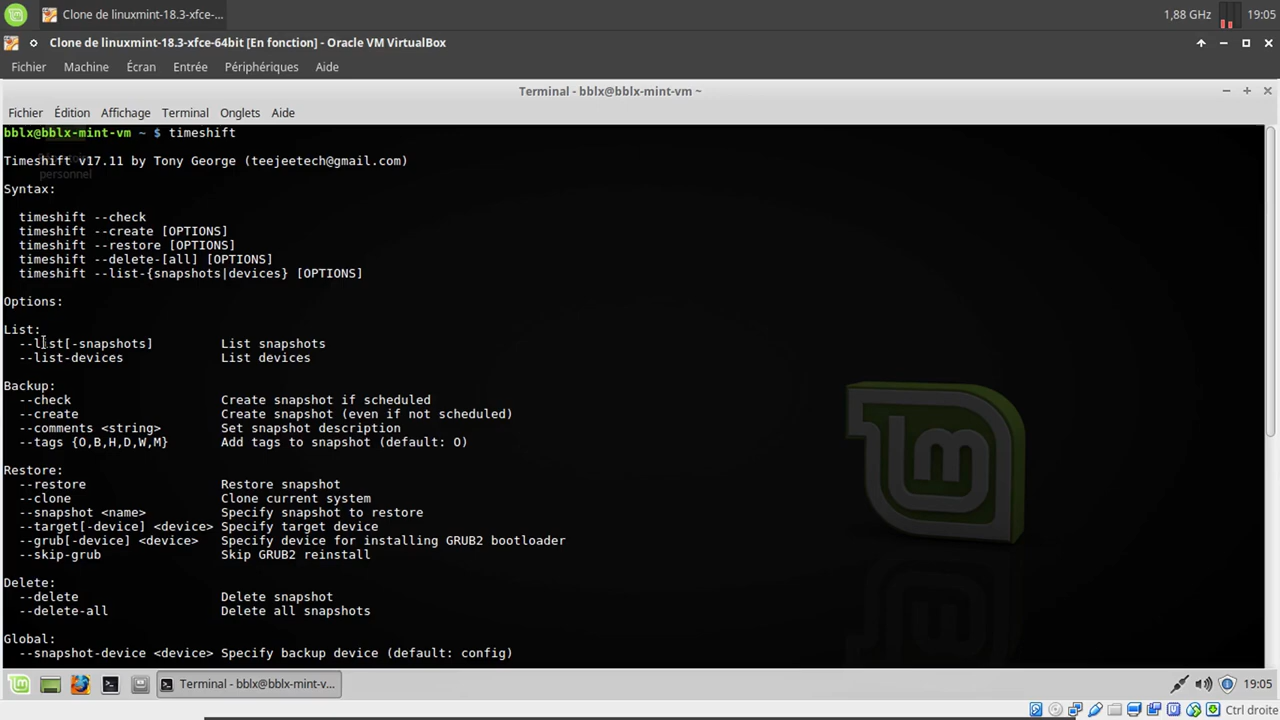 Clone de linuxmint-18.3-xfce-...
1,88 GHz
19:05
Clone de linuxmint-18.3-xfce-64bit [En fonction] - Oracle VM VirtualBox
Fichier Machine Écran Entrée Périphériques Aide
Terminal - bblx@bblx-mint-vm ~
Fichier Édition Affichage Terminal Onglets Aide
bblx@bblx-mint-vm ~ $ timeshift
Timeshift v17.11 by Tony George (teejeetech@gmail.com)
personnel
Syntax:
timeshift --check
timeshift --create [OPTIONS]
timeshift --restore [OPTIONS]
timeshift --delete-[all] [OPTIONS]
timeshift --list-{snapshots|devices} [OPTIONS]
Options:
List:
--list[-snapshots] List snapshots
--list-devices List devices
Backup:
--check Create snapshot if scheduled
--create Create snapshot (even if not scheduled)
--comments <string> Set snapshot description
--tags {O,B,H,D,W,M} Add tags to snapshot (default: O)
Restore:
--restore Restore snapshot
--clone Clone current system
--snapshot <name> Specify snapshot to restore
--target[-device] <device> Specify target device
--grub[-device] <device> Specify device for installing GRUB2 bootloader
--skip-grub Skip GRUB2 reinstall
Delete:
--delete Delete snapshot
--delete-all Delete all snapshots
Global:
--snapshot-device <device> Specify backup device (default: config)
Terminal - bblx@bblx-mint-v...
19:05
Ctrl droite